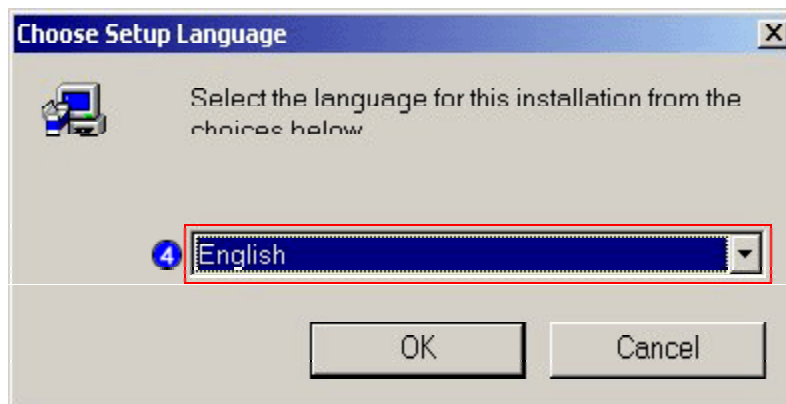 Choose Setup Language
Select the language for this installation from the
choices below.
4 English
OK Cancel